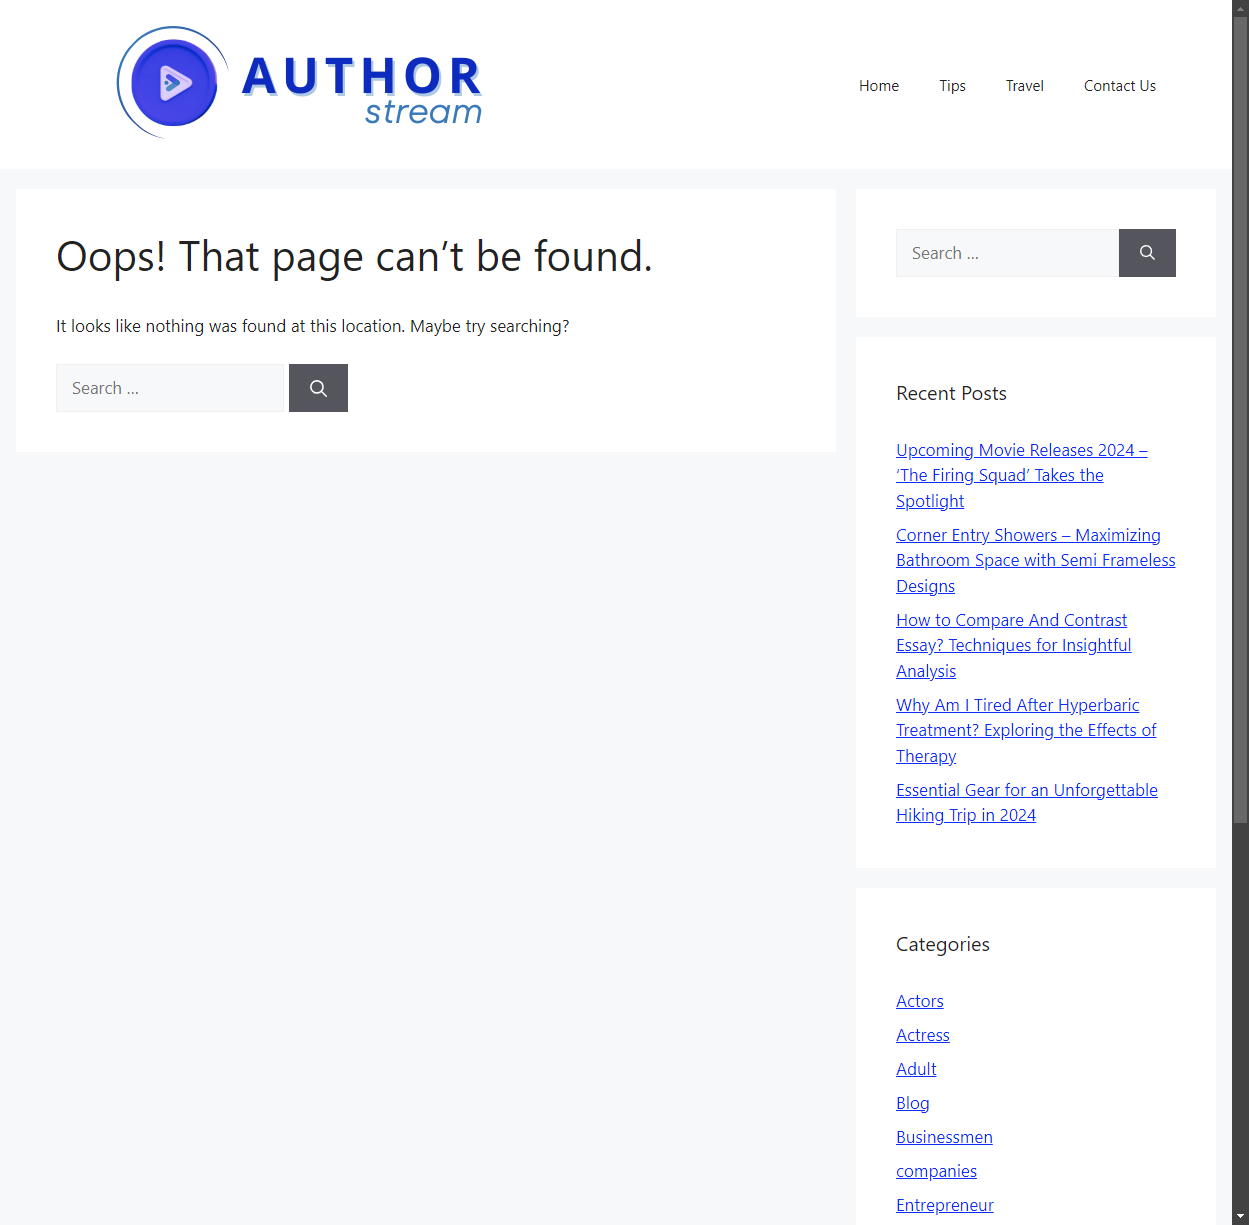 AUTHOR
stream
Home
Tips
Travel
Contact Us
Oops! That page can’t be found.
It looks like nothing was found at this location. Maybe try searching?
Search …
Search …
Recent Posts
Upcoming Movie Releases 2024 –
‘The Firing Squad’ Takes the
Spotlight
Corner Entry Showers – Maximizing
Bathroom Space with Semi Frameless
Designs
How to Compare And Contrast
Essay? Techniques for Insightful
Analysis
Why Am I Tired After Hyperbaric
Treatment? Exploring the Effects of
Therapy
Essential Gear for an Unforgettable
Hiking Trip in 2024
Categories
Actors
Actress
Adult
Blog
Businessmen
companies
Entrepreneur